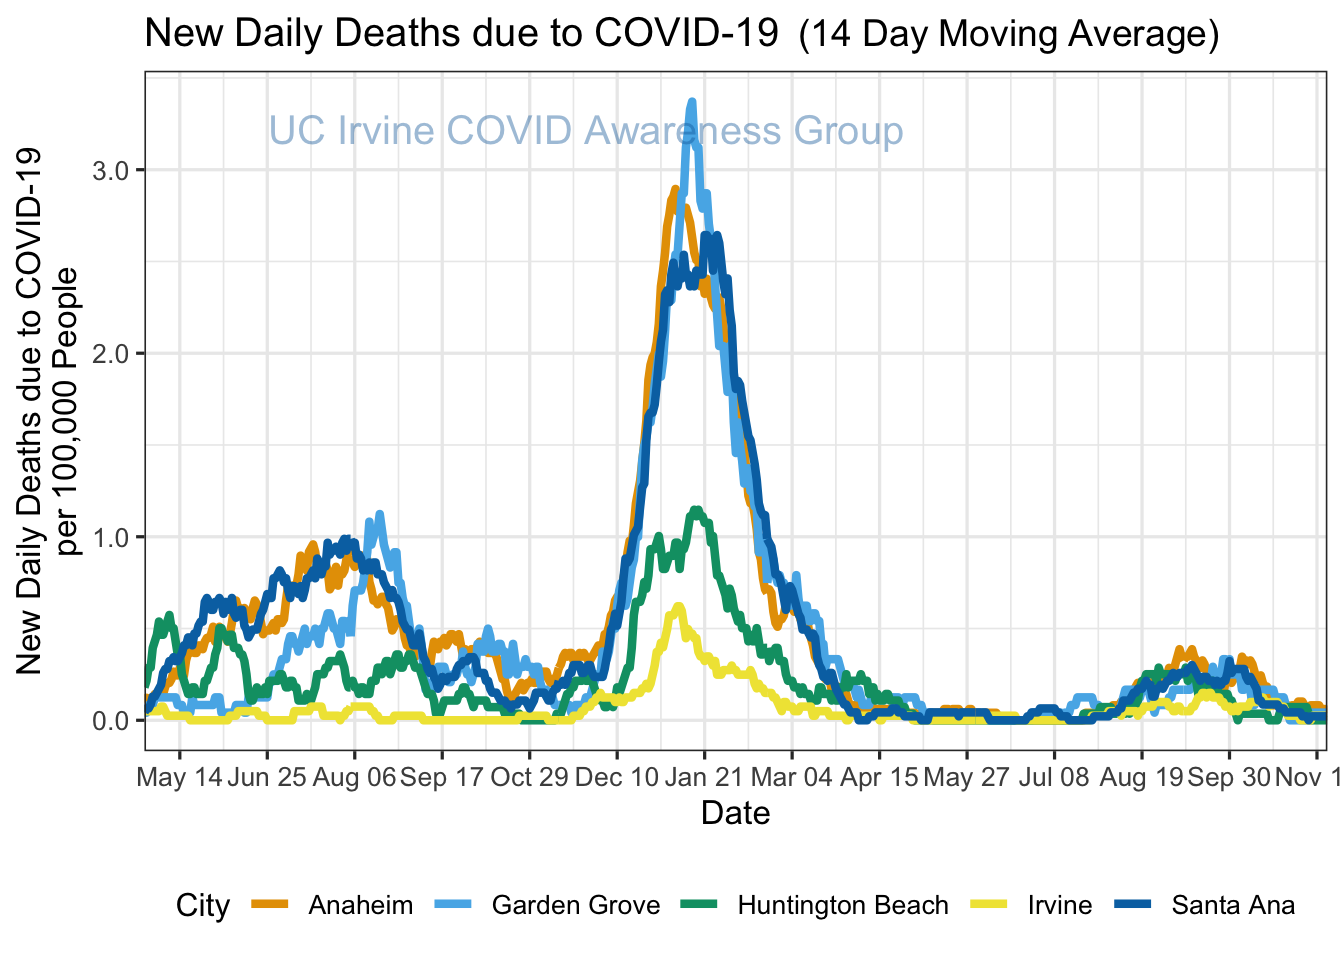 New Daily Deaths due to COVID-19 (14 Day Moving Average)
UC Irvine COVID Awareness Group
New Daily Deaths due to COVID-19
per 100,000 People
3.0
2.0
1.0
0.0
May 14 Jun 25 Aug 06 Sep 17 Oct 29 Dec 10 Jan 21 Mar 04 Apr 15 May 27 Jul 08 Aug 19 Sep 30 Nov 1
Date
City Anaheim Garden Grove Huntington Beach Irvine Santa Ana